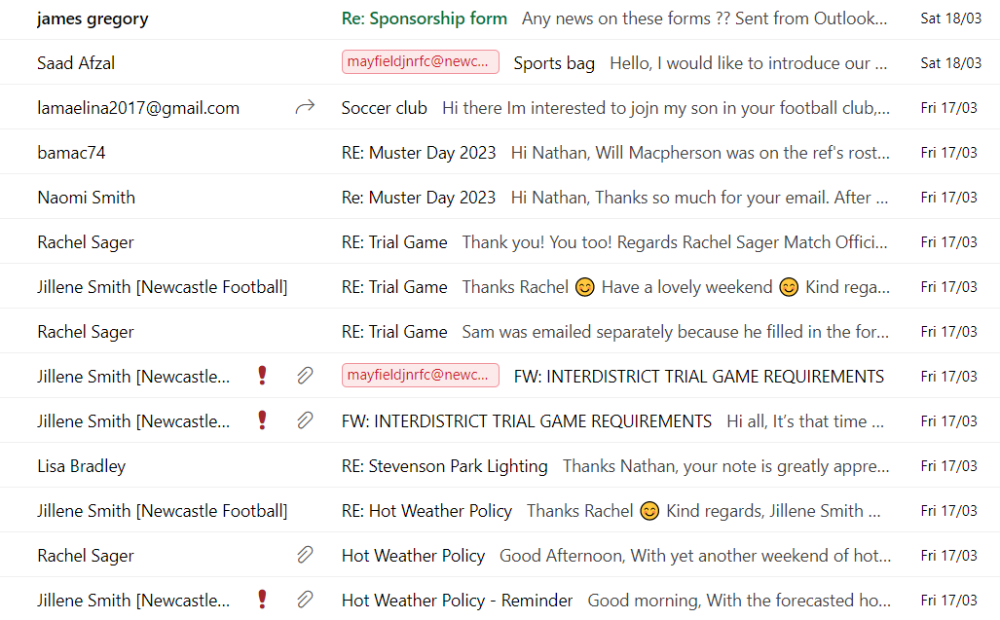 james gregory Re: Sponsorship form Any news on these forms ?? Sent from Outlook... Sat 18/03
Saad Afzal mayfieldjnrfc@newc... Sports bag Hello, I would like to introduce our ... Sat 18/03
lamaelina2017@gmail.com Soccer club Hi there Im interested to jojn my son in your football club,... Fri 17/03
bamac74 RE: Muster Day 2023 Hi Nathan, Will Macpherson was on the ref's rost... Fri 17/03
Naomi Smith Re: Muster Day 2023 Hi Nathan, Thanks so much for your email. After ... Fri 17/03
Rachel Sager RE: Trial Game Thank you! You too! Regards Rachel Sager Match Offici... Fri 17/03
Jillene Smith [Newcastle Football] RE: Trial Game Thanks Rachel 😊 Have a lovely weekend 😊 Kind rega... Fri 17/03
Rachel Sager RE: Trial Game Sam was emailed separately because he filled in the for... Fri 17/03
Jillene Smith [Newcastle... mayfieldjnrfc@newc... FW: INTERDISTRICT TRIAL GAME REQUIREMENTS Fri 17/03
Jillene Smith [Newcastle... FW: INTERDISTRICT TRIAL GAME REQUIREMENTS Hi all, It's that time ... Fri 17/03
Lisa Bradley RE: Stevenson Park Lighting Thanks Nathan, your note is greatly appre... Fri 17/03
Jillene Smith [Newcastle Football] RE: Hot Weather Policy Thanks Rachel 😊 Kind regards, Jillene Smith ... Fri 17/03
Rachel Sager Hot Weather Policy Good Afternoon, With yet another weekend of hot... Fri 17/03
Jillene Smith [Newcastle... Hot Weather Policy - Reminder Good morning, With the forecasted ho... Fri 17/03